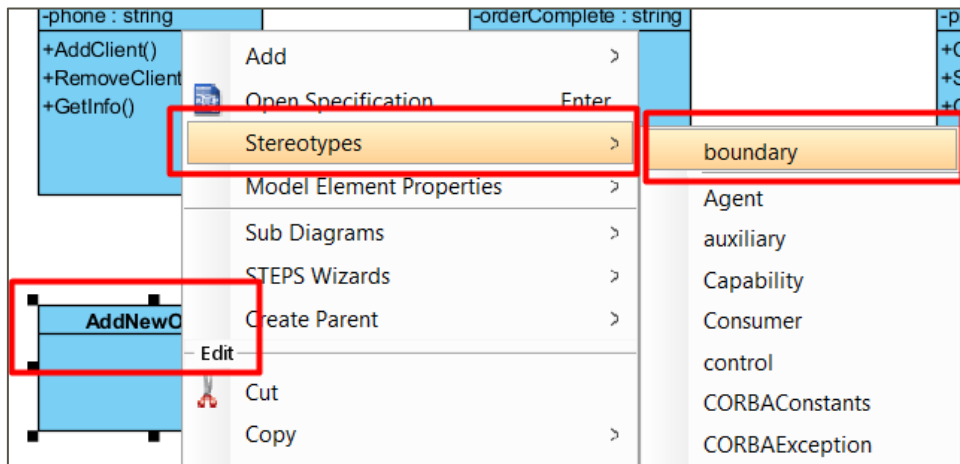 -phone : string
+AddClient()
+RemoveClient
+GetInfo()
-orderComplete : string
Add
Open Specification Enter
Stereotypes
Model Element Properties
Sub Diagrams
STEPS Wizards
Create Parent
Edit
Cut
Copy
boundary
Agent
auxiliary
Capability
Consumer
control
CORBAConstants
CORBAException
AddNewO